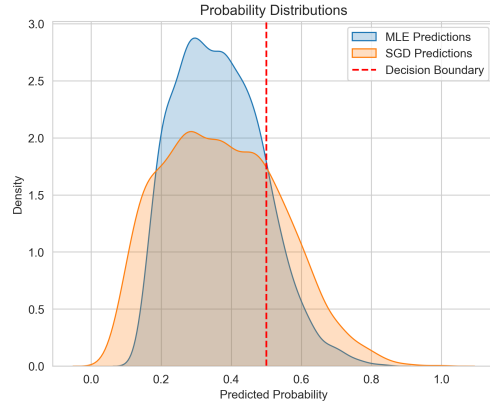 Probability Distributions
MLE Predictions
SGD Predictions
Decision Boundary
Density
3.0
2.5
2.0
1.5
1.0
0.5
0.0
0.0 0.2 0.4 0.6 0.8 1.0
Predicted Probability